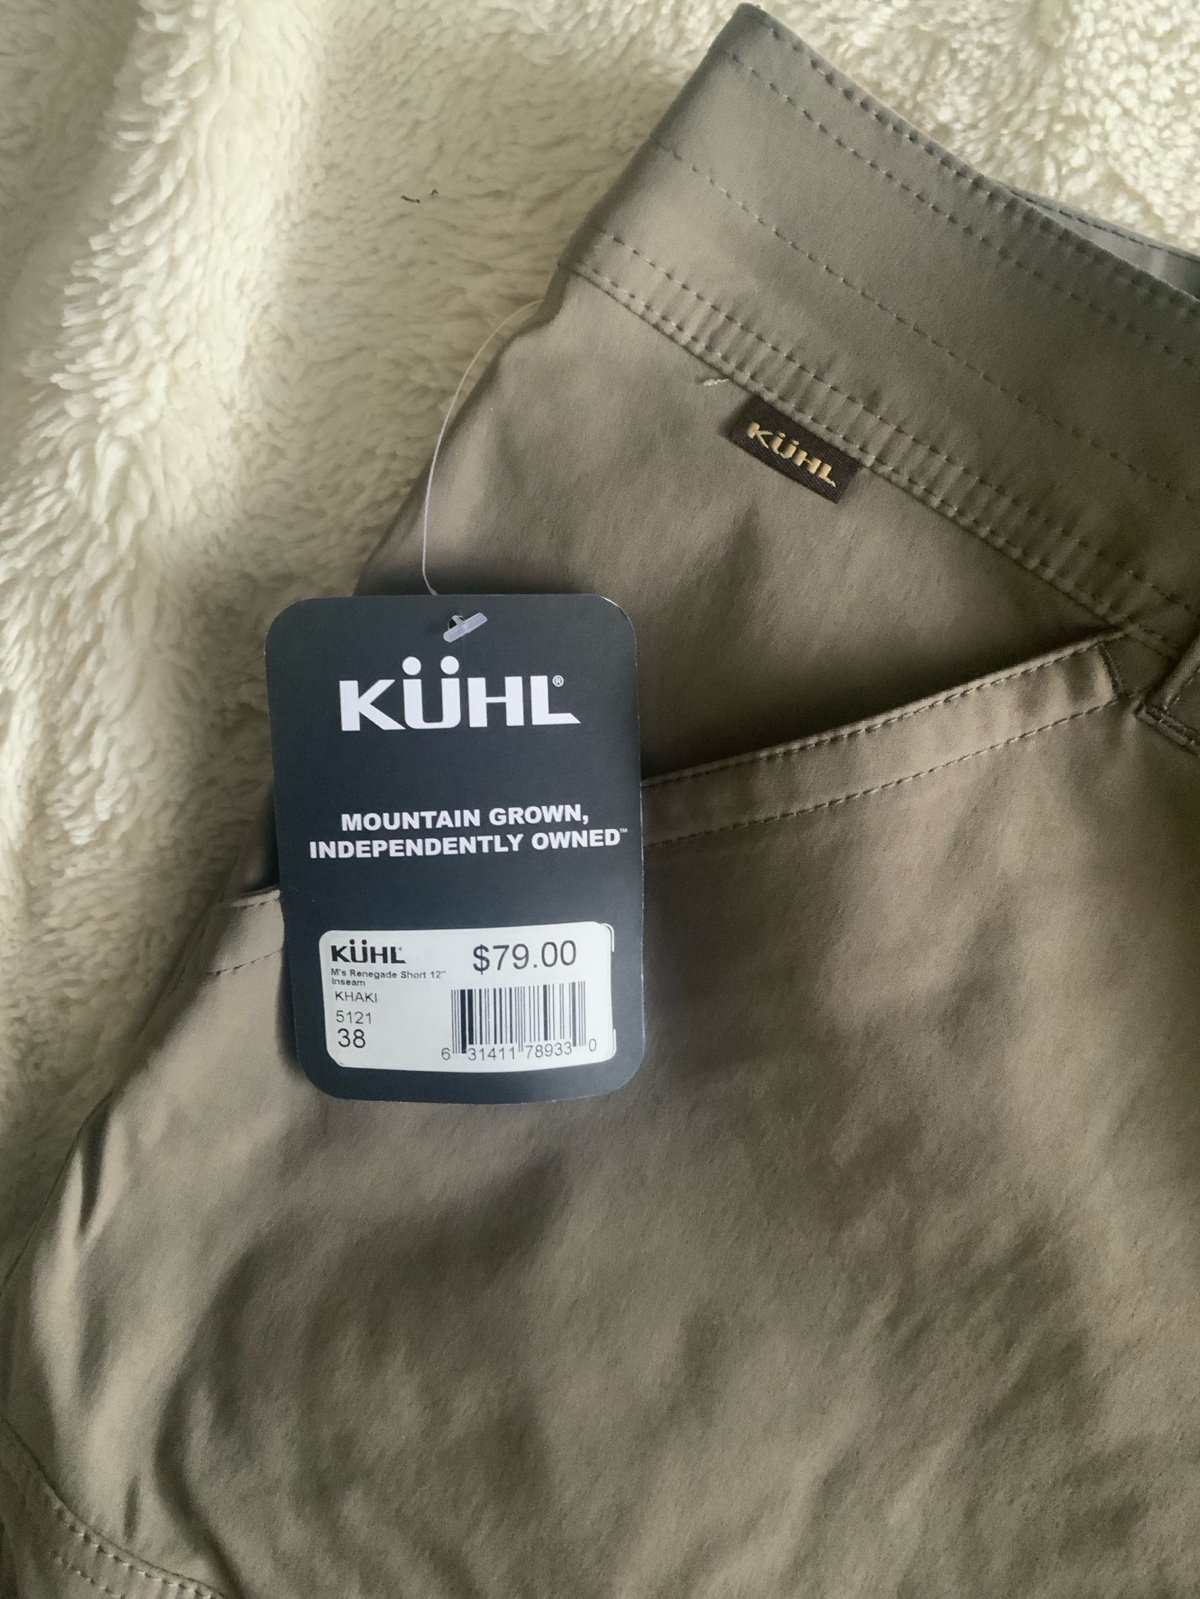 KÜHL
KÜHL®
MOUNTAIN GROWN,
INDEPENDENTLY OWNED™
KÜHL® $79.00
M's Renegade Short 12"
Inseam
KHAKI
5121
38
6 31411 78933 0